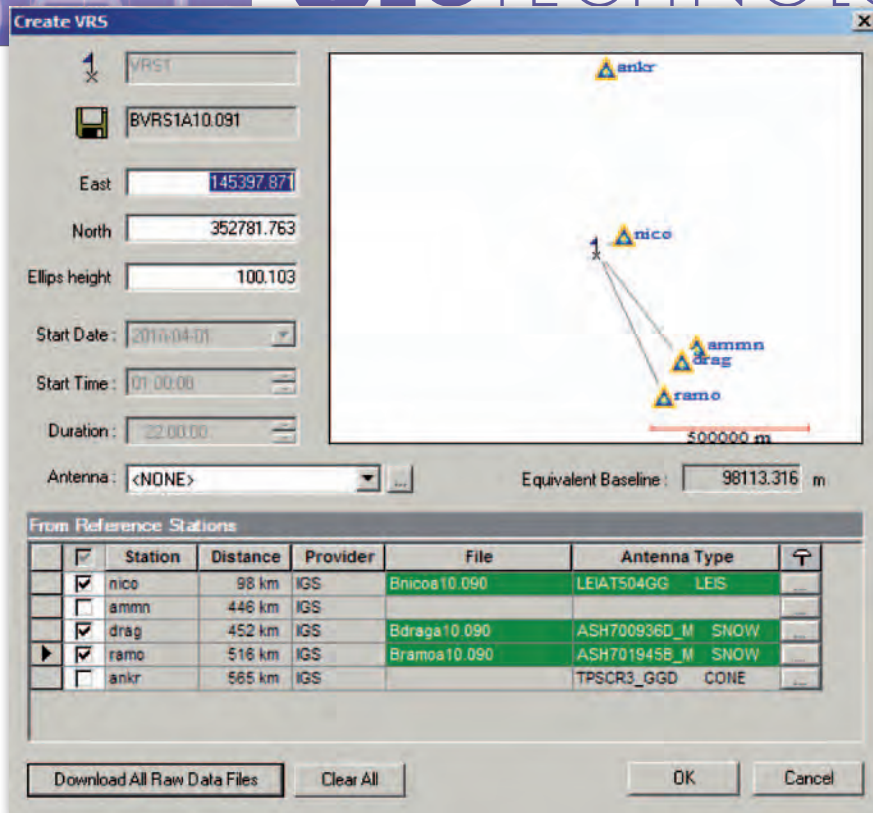 TECHNOLO
Create VRS
VRS1
BVRS1A10.091
East 145397.871
North 352781.763
Ellips height 100.103
Start Date : 2010-04-01
Start Time : 01:00:00
Duration : 22:00:00
ankr
nico
ammn
drag
ramo
500000 m
Antenna : <NONE> ...
Equivalent Baseline : 98113.316 m
From Reference Stations
Station Distance Provider File Antenna Type
nico 98 km IGS Bnicoa10.090 LEIAT504GG LEIS ...
ammn 446 km IGS ...
drag 452 km IGS Bdraga10.090 ASH700936D_M SNOW ...
ramo 516 km IGS Bramoa10.090 ASH701945B_M SNOW ...
ankr 565 km IGS TPSCR3_GGD CONE ...
Download All Raw Data Files Clear All OK Cancel